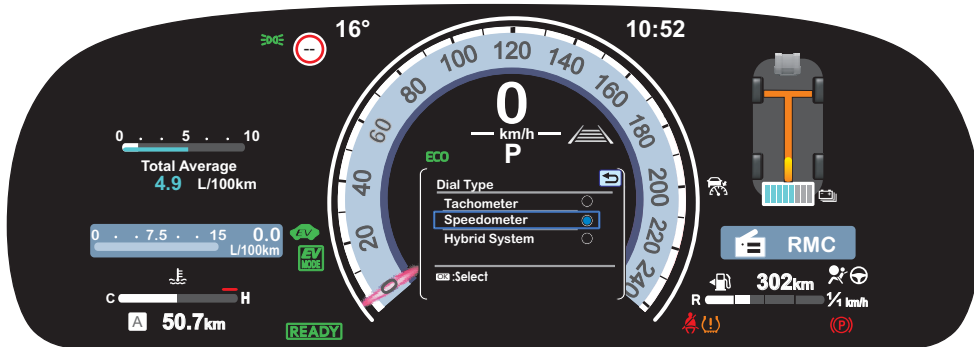 16°
10:52
--
0 . . 5 . . 10
Total Average
4.9 L/100km
0 . . 7.5 . . 15 0.0
L/100km
EV
EV
MODE
C H
A 50.7km
READY
0
20
40
60
80
100
120
140
160
180
200
220
240
0
km/h
P
ECO
Dial Type
Tachometer
Speedometer
Hybrid System
OK :Select
RMC
302km
R 1/1 km/h
(!)
(P)